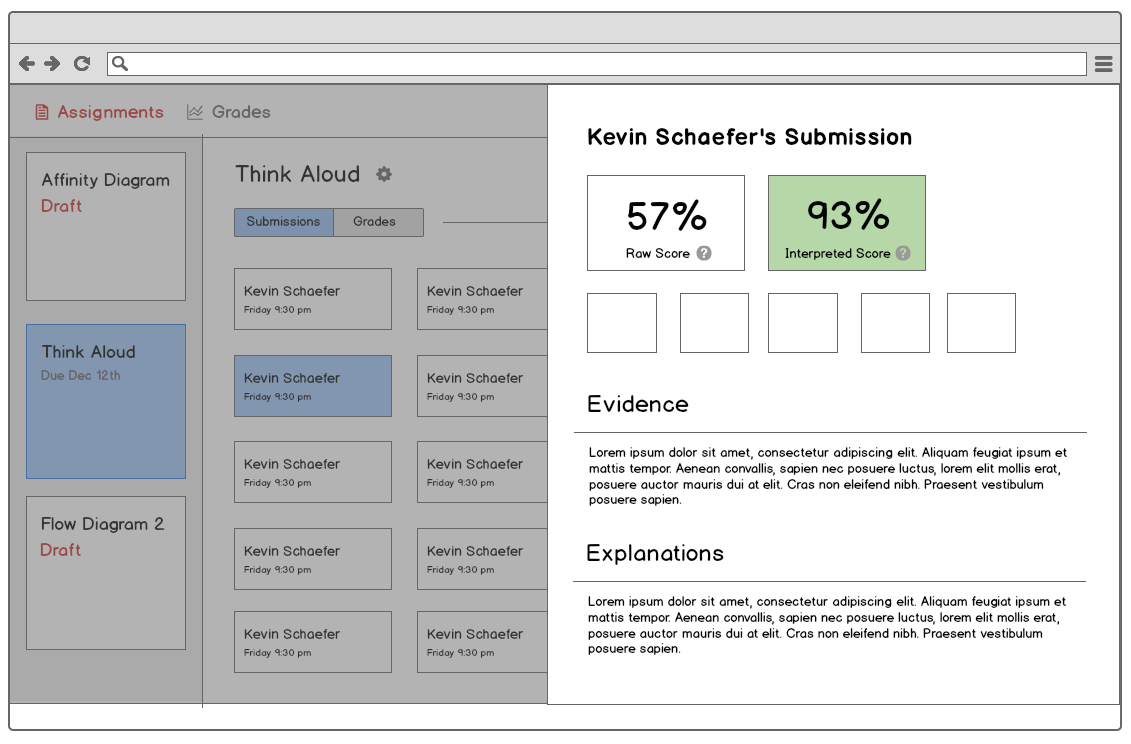 Assignments
Grades
Affinity Diagram
Draft
Think Aloud
Due Dec 12th
Flow Diagram 2
Draft
Think Aloud
Submissions
Grades
Kevin Schaefer
Friday 9:30 pm
Kevin Schaefer
Friday 9:30 pm
Kevin Schaefer
Friday 9:30 pm
Kevin Schaefer
Friday 9:30 pm
Kevin Schaefer
Friday 9:30 pm
Kevin Schaefer
Friday 9:30 pm
Kevin Schaefer
Friday 9:30 pm
Kevin Schaefer
Friday 9:30 pm
Kevin Schaefer
Friday 9:30 pm
Kevin Schaefer
Friday 9:30 pm
Kevin Schaefer's Submission
57%
Raw Score ?
93%
Interpreted Score ?
Evidence
Lorem ipsum dolor sit amet, consectetur adipiscing elit. Aliquam feugiat ipsum et
mattis tempor. Aenean convallis, sapien nec posuere luctus, lorem elit mollis erat,
posuere auctor mauris dui at elit. Cras non eleifend nibh. Praesent vestibulum
posuere sapien.
Explanations
Lorem ipsum dolor sit amet, consectetur adipiscing elit. Aliquam feugiat ipsum et
mattis tempor. Aenean convallis, sapien nec posuere luctus, lorem elit mollis erat,
posuere auctor mauris dui at elit. Cras non eleifend nibh. Praesent vestibulum
posuere sapien.